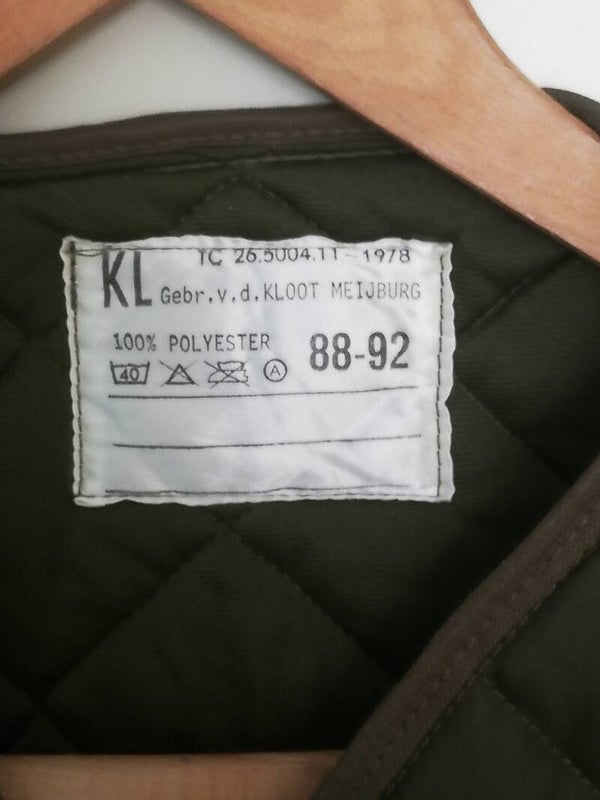 TC 26.5004.11-1978
KL Gebr.v.d.KLOOT MEIJBURG
100% POLYESTER 88-92
40 A